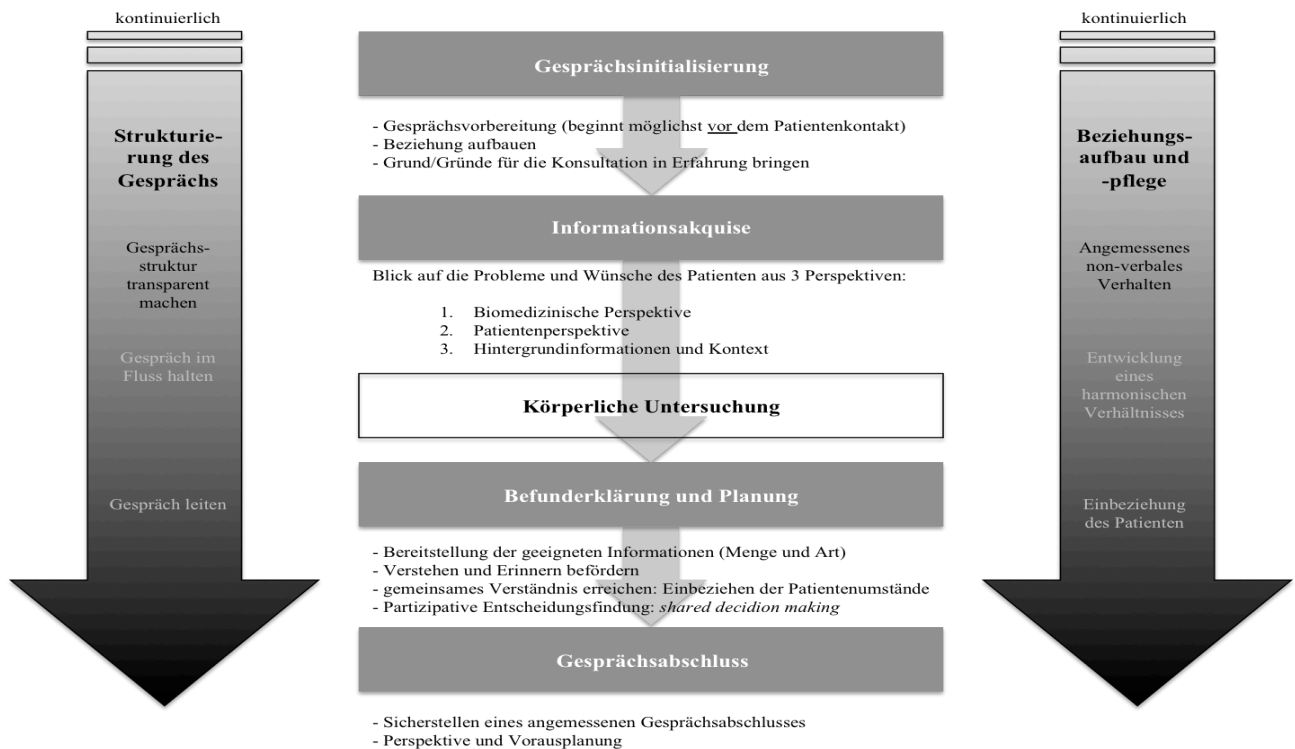 kontinuierlich
Strukturie-
rung des
Gesprächs
Gesprächs-
struktur
transparent
machen
Gespräch im
Fluss halten
Gespräch leiten
Gesprächsinitialisierung
- Gesprächsvorbereitung (beginnt möglichst vor dem Patientenkontakt)
- Beziehung aufbauen
- Grund/Gründe für die Konsultation in Erfahrung bringen
Informationsakquise
Blick auf die Probleme und Wünsche des Patienten aus 3 Perspektiven:
1. Biomedizinische Perspektive
2. Patientenperspektive
3. Hintergrundinformationen und Kontext
Körperliche Untersuchung
Befunderklärung und Planung
- Bereitstellung der geeigneten Informationen (Menge und Art)
- Verstehen und Erinnern befördern
- gemeinsames Verständnis erreichen: Einbeziehen der Patientenumstände
- Partizipative Entscheidungsfindung: shared decidion making
Gesprächsabschluss
- Sicherstellen eines angemessenen Gesprächsabschlusses
- Perspektive und Vorausplanung
kontinuierlich
Beziehungs-
aufbau und
-pflege
Angemessenes
non-verbales
Verhalten
Entwicklung
eines
harmonischen
Verhältnisses
Einbeziehung
des Patienten